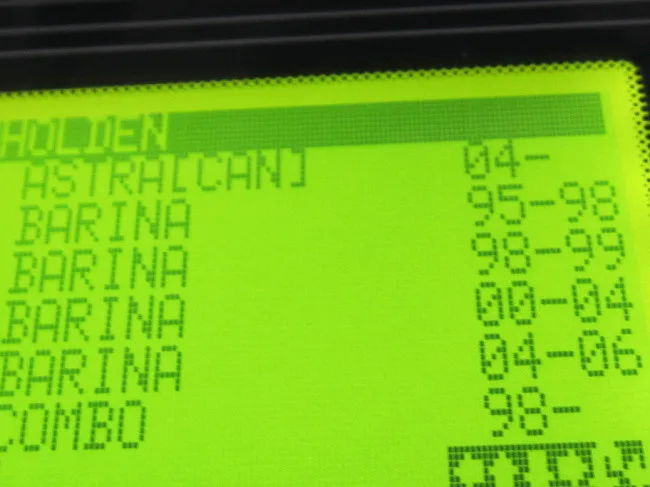 HOLDEN
ASTRA[CAN] 04-
BARINA 95-98
BARINA 98-99
BARINA 00-04
BARINA 04-06
COMBO 98-